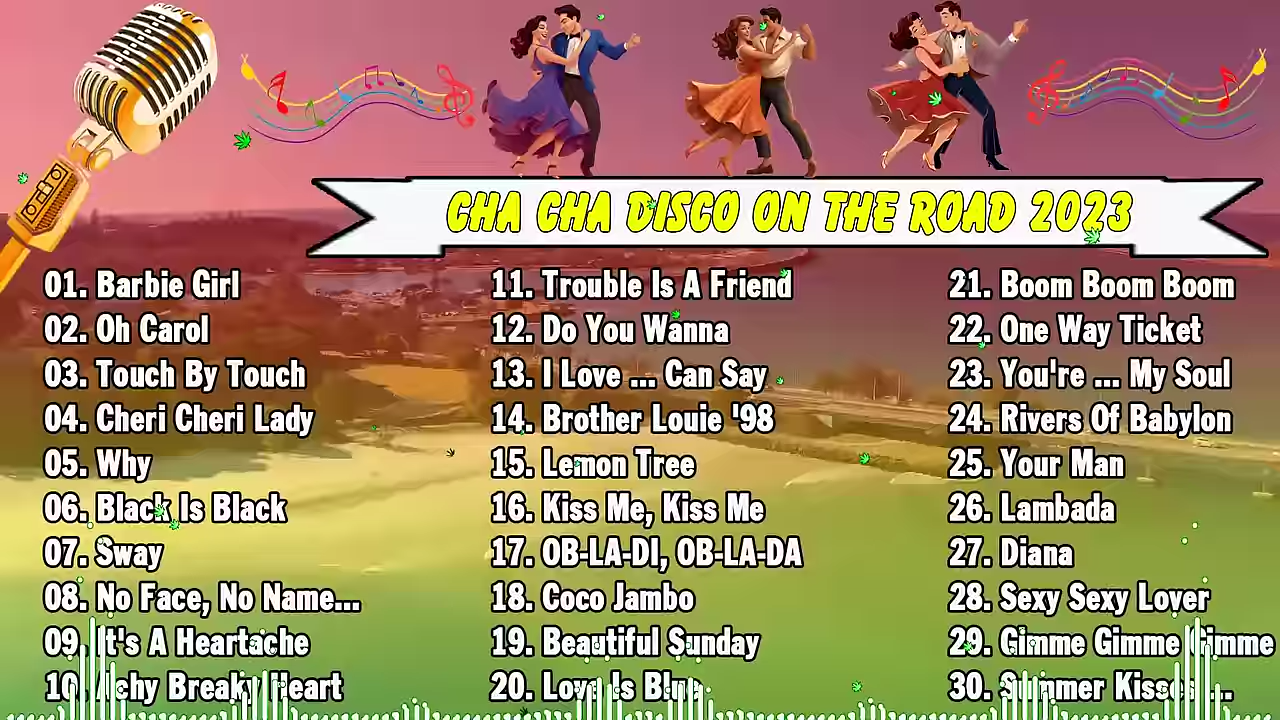 CHA CHA DISCO ON THE ROAD 2023
01. Barbie Girl
02. Oh Carol
03. Touch By Touch
04. Cheri Cheri Lady
05. Why
06. Black Is Black
07. Sway
08. No Face, No Name...
09. It's A Heartache
10. Achy Breaky Heart
11. Trouble Is A Friend
12. Do You Wanna
13. I Love ... Can Say
14. Brother Louie '98
15. Lemon Tree
16. Kiss Me, Kiss Me
17. OB-LA-DI, OB-LA-DA
18. Coco Jambo
19. Beautiful Sunday
20. Love Is Blue
21. Boom Boom Boom
22. One Way Ticket
23. You're ... My Soul
24. Rivers Of Babylon
25. Your Man
26. Lambada
27. Diana
28. Sexy Sexy Lover
29. Gimme Gimme Gimme
30. Summer Kisses ...